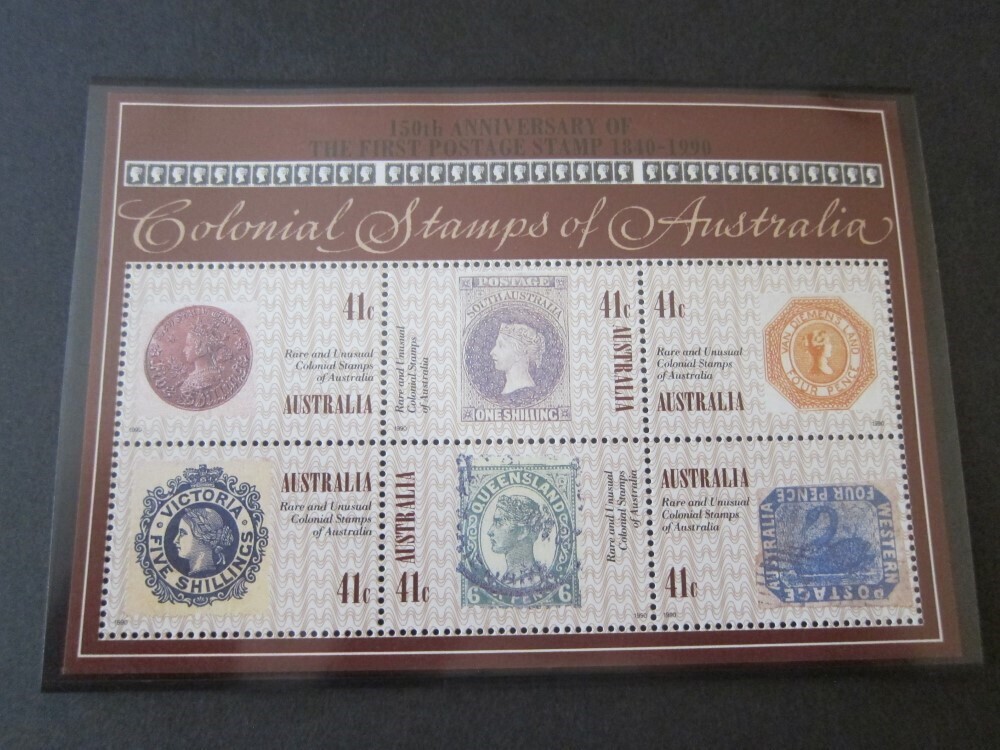 150th ANNIVERSARY OF
THE FIRST POSTAGE STAMP 1840-1990
Colonial Stamps of Australia
41c
Rare and Unusual
Colonial Stamps
of Australia
AUSTRALIA
1990
POSTAGE
SOUTH AUSTRALIA
ONE SHILLING
41c
AUSTRALIA
Rare and Unusual
Colonial Stamps
of Australia
1990
41c
Rare and Unusual
Colonial Stamps
of Australia
AUSTRALIA
VAN DIEMEN'S LAND
FOUR PENCE
1990
VICTORIA
FIVE SHILLINGS
AUSTRALIA
Rare and Unusual
Colonial Stamps
of Australia
41c
1990
AUSTRALIA
41c
QUEENSLAND
6 PENCE 6
Rare and Unusual
Colonial Stamps
of Australia
1990
AUSTRALIA
Rare and Unusual
Colonial Stamps
of Australia
41c
1990
FOUR PENCE
WESTERN
AUSTRALIA
POSTAGE